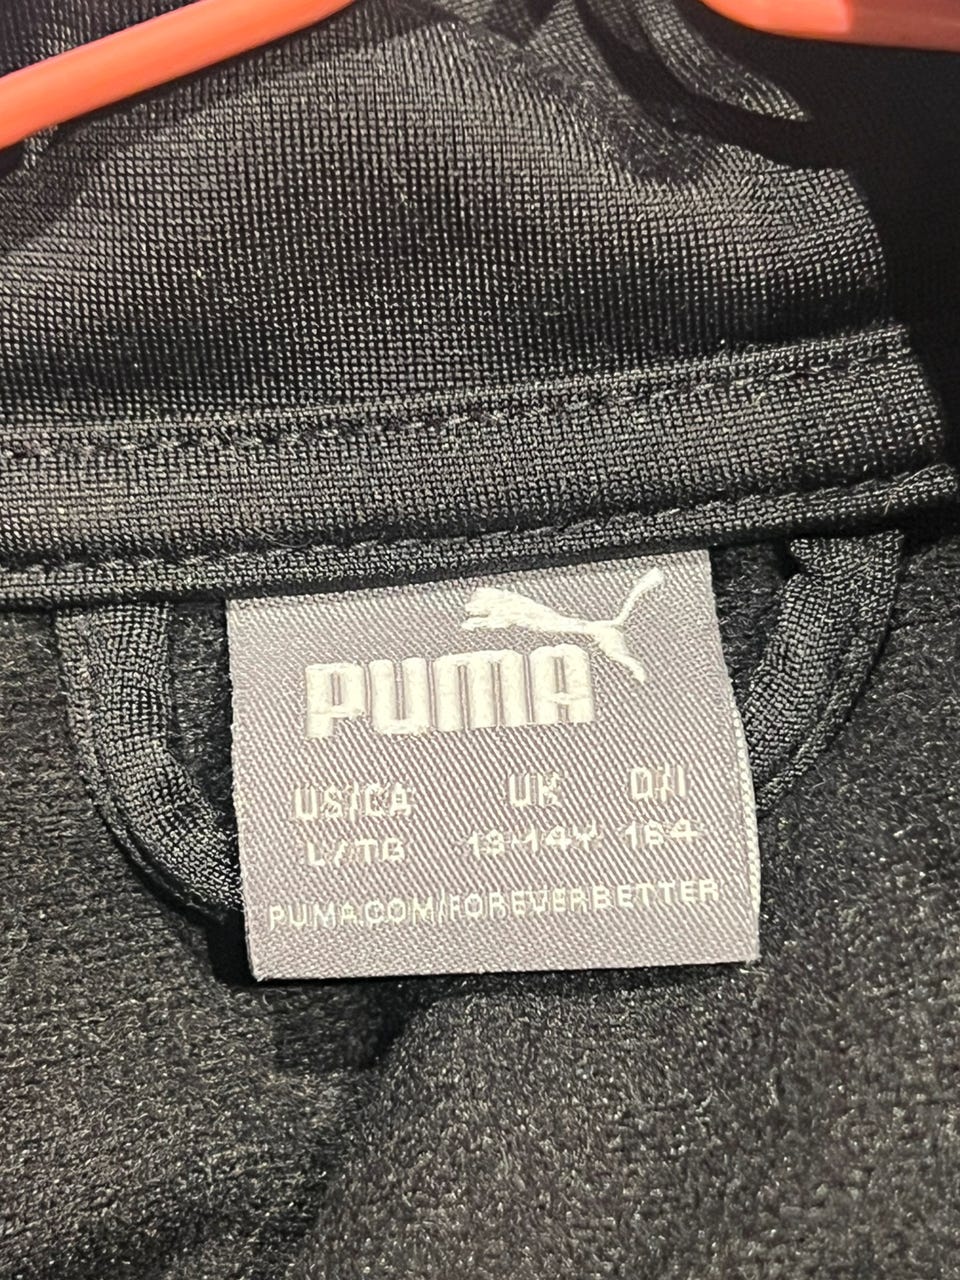 PUMA
US/CA UK D/I
L/TG 13-14Y 164
PUMA.COM/FOREVERBETTER